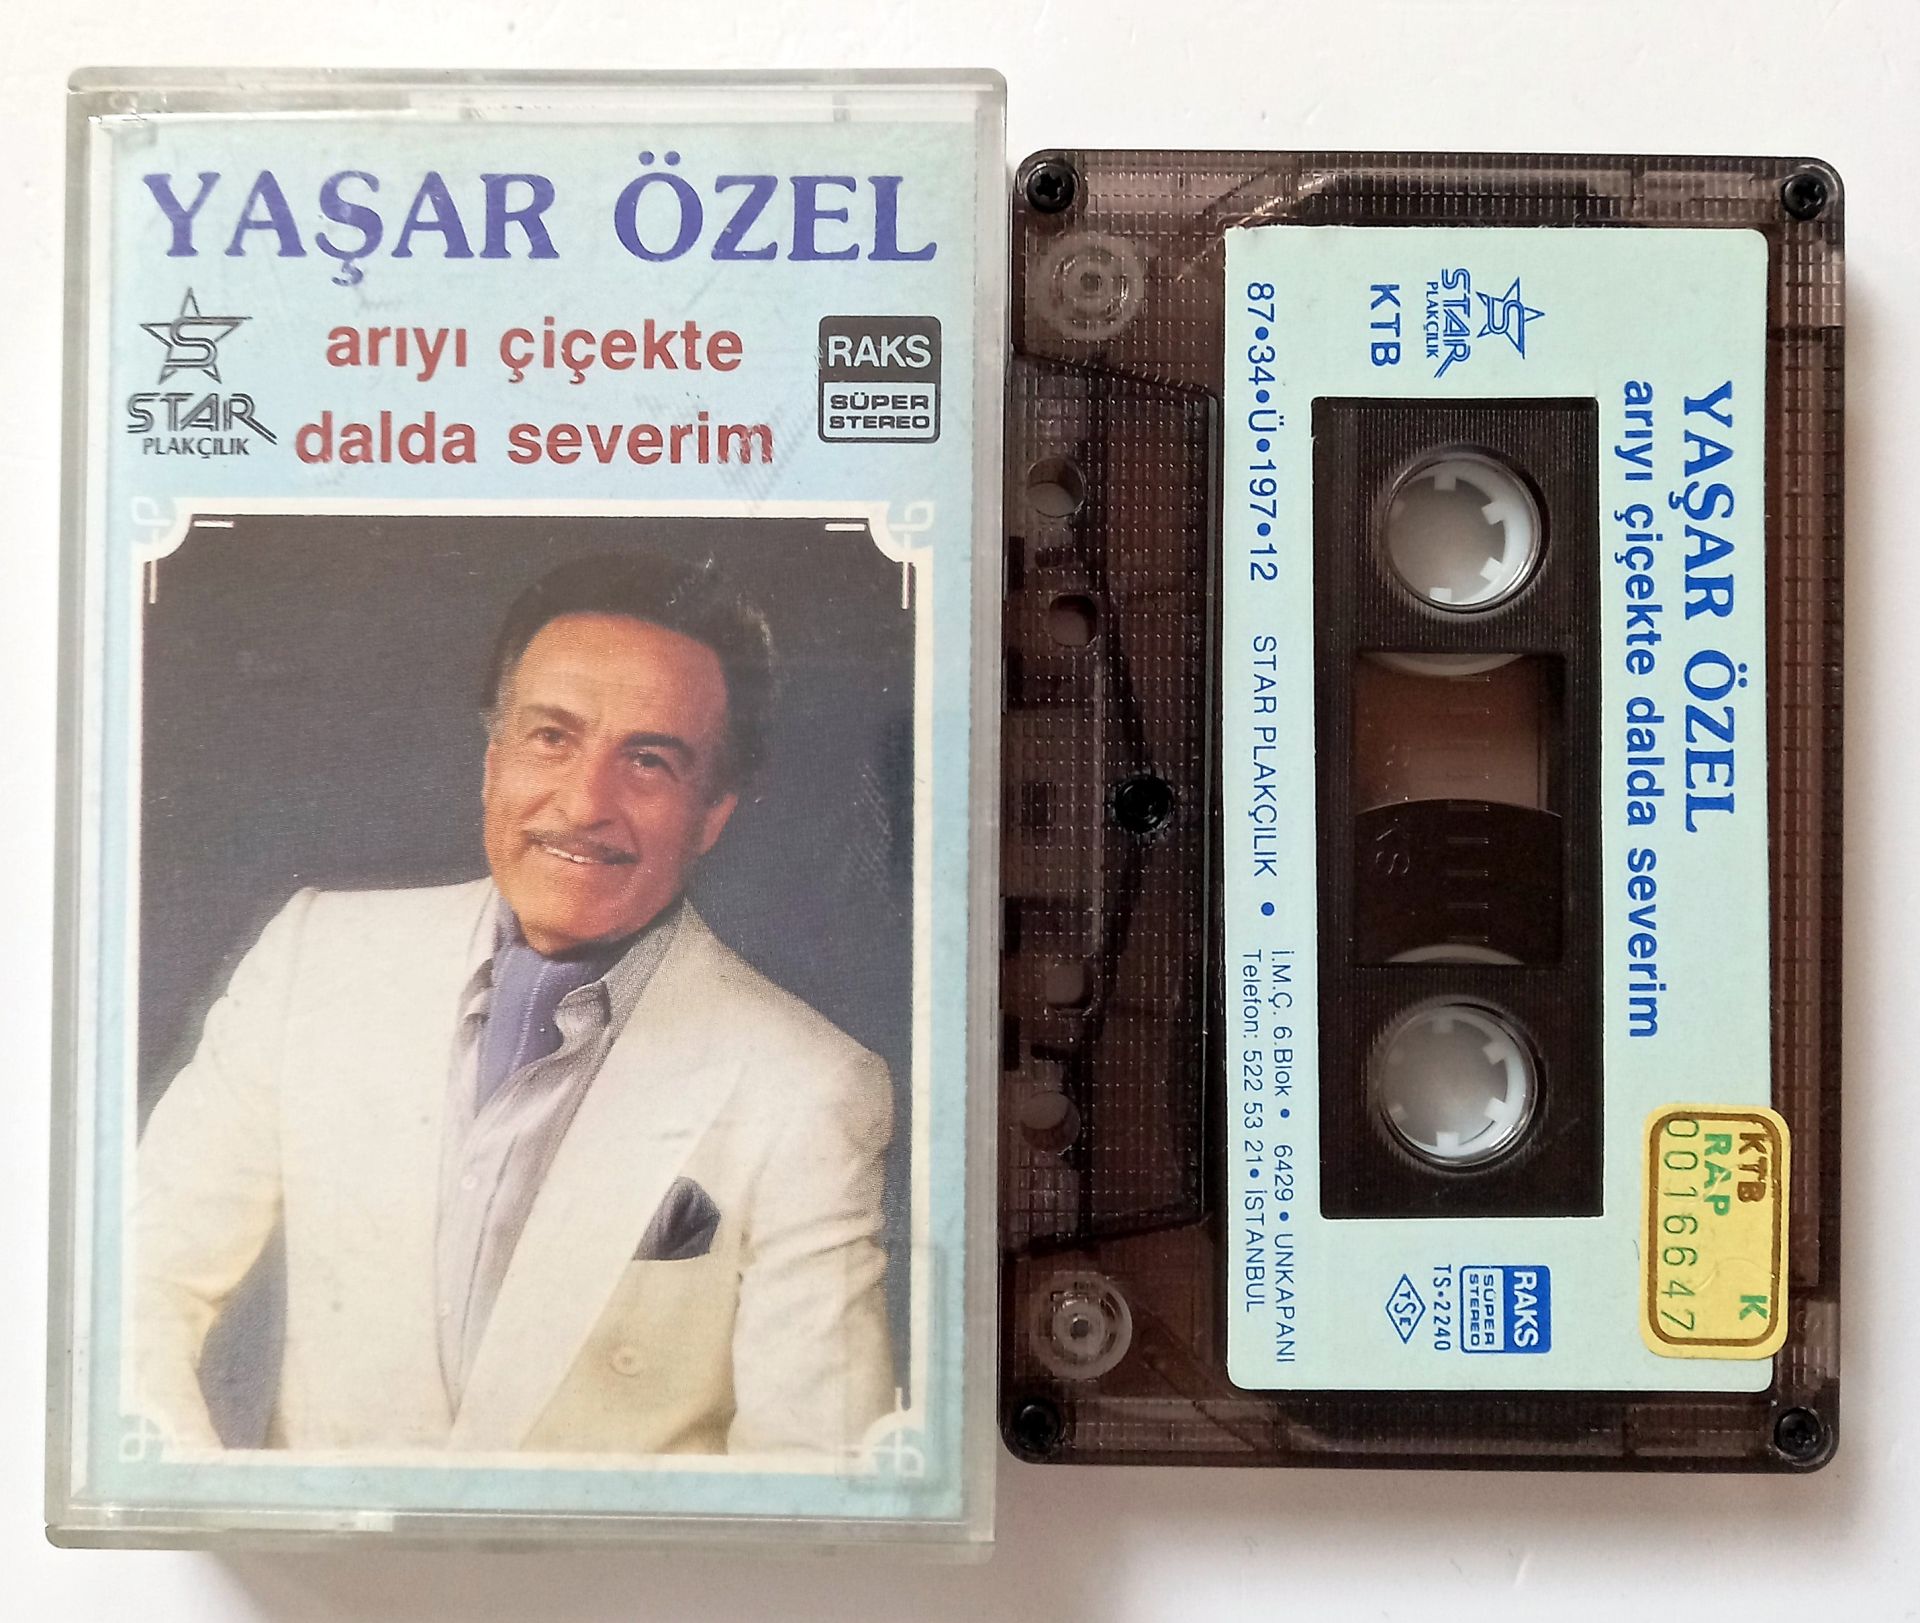 YAŞAR ÖZEL
arıyı çiçekte
dalda severim
S
STAR
PLAKÇILIK
RAKS
SÜPER
STEREO
YAŞAR ÖZEL
arıyı çiçekte dalda severim
S
STAR
PLAKÇILIK
KTB
87•34•Ü•197•12 STAR PLAKÇILIK •
İ.M.Ç. 6.Blok • 6429 • UNKAPANI
Telefon: 522 53 21• İSTANBUL
RAKS
SÜPER
STEREO
TS•2240
TSE
KTB K
RAP
0016647
KS